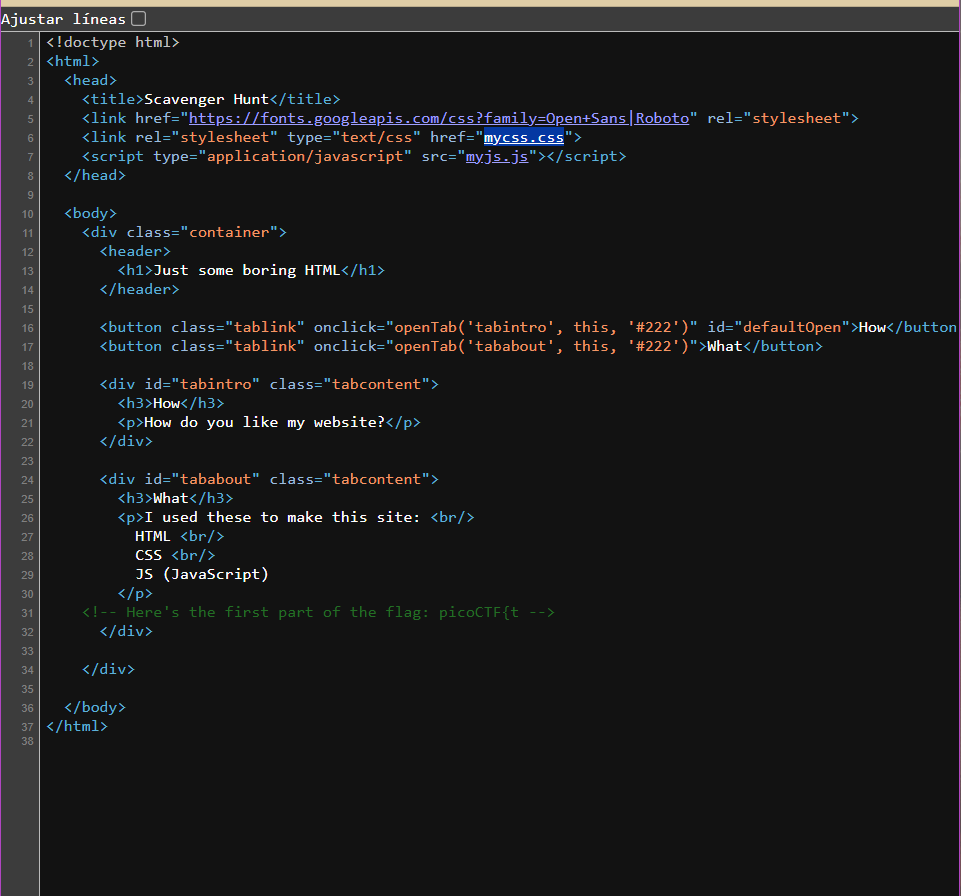 Ajustar líneas
1 <!doctype html>
2 <html>
3 <head>
4 <title>Scavenger Hunt</title>
5 <link href="https://fonts.googleapis.com/css?family=Open+Sans|Roboto" rel="stylesheet">
6 <link rel="stylesheet" type="text/css" href="mycss.css">
7 <script type="application/javascript" src="myjs.js"></script>
8 </head>
9
10 <body>
11 <div class="container">
12 <header>
13 <h1>Just some boring HTML</h1>
14 </header>
15
16 <button class="tablink" onclick="openTab('tabintro', this, '#222')" id="defaultOpen">How</button
17 <button class="tablink" onclick="openTab('tababout', this, '#222')">What</button>
18
19 <div id="tabintro" class="tabcontent">
20 <h3>How</h3>
21 <p>How do you like my website?</p>
22 </div>
23
24 <div id="tababout" class="tabcontent">
25 <h3>What</h3>
26 <p>I used these to make this site: <br/>
27 HTML <br/>
28 CSS <br/>
29 JS (JavaScript)
30 </p>
31 <!-- Here's the first part of the flag: picoCTF{t -->
32 </div>
33
34 </div>
35
36 </body>
37 </html>
38